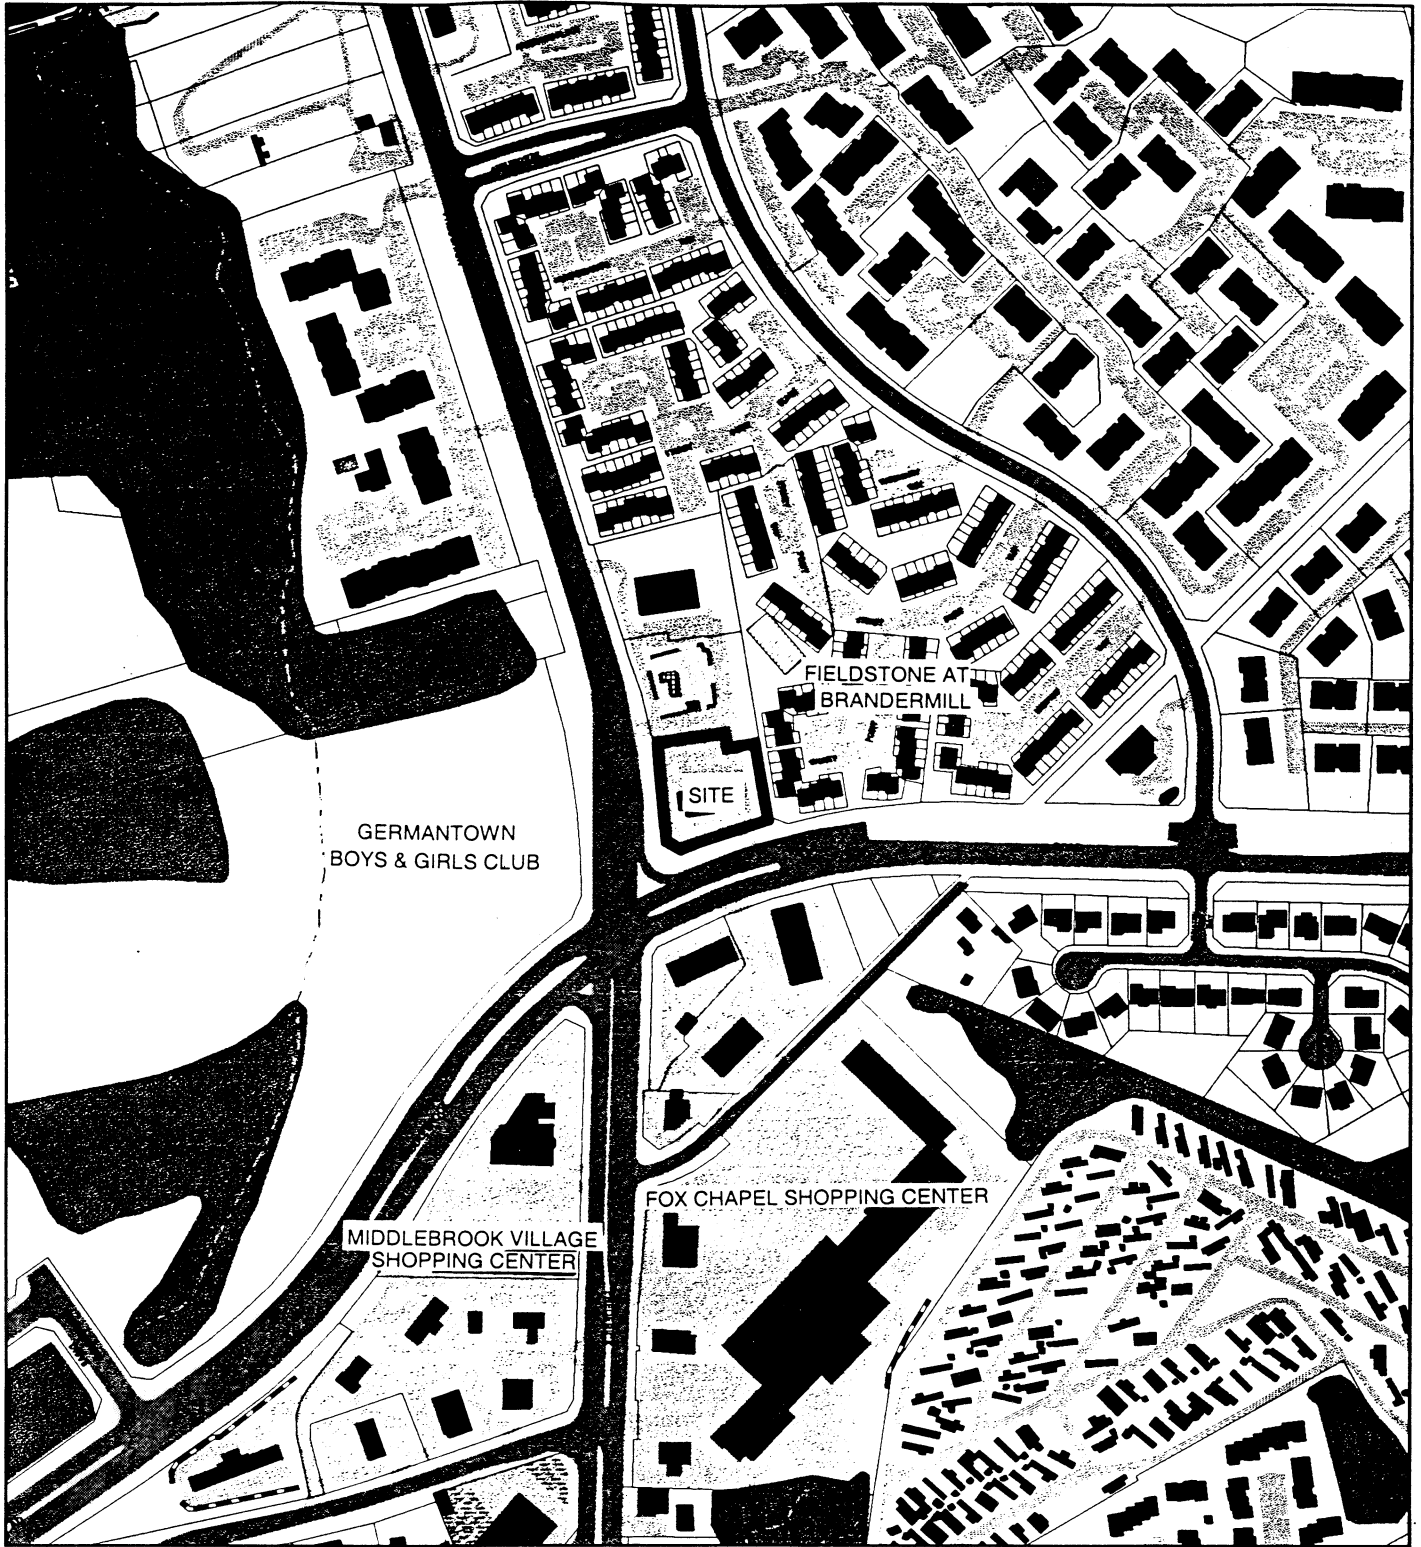 FIELDSTONE AT
BRANDERMILL
SITE
GERMANTOWN
BOYS & GIRLS CLUB
FOX CHAPEL SHOPPING CENTER
MIDDLEBROOK VILLAGE
SHOPPING CENTER